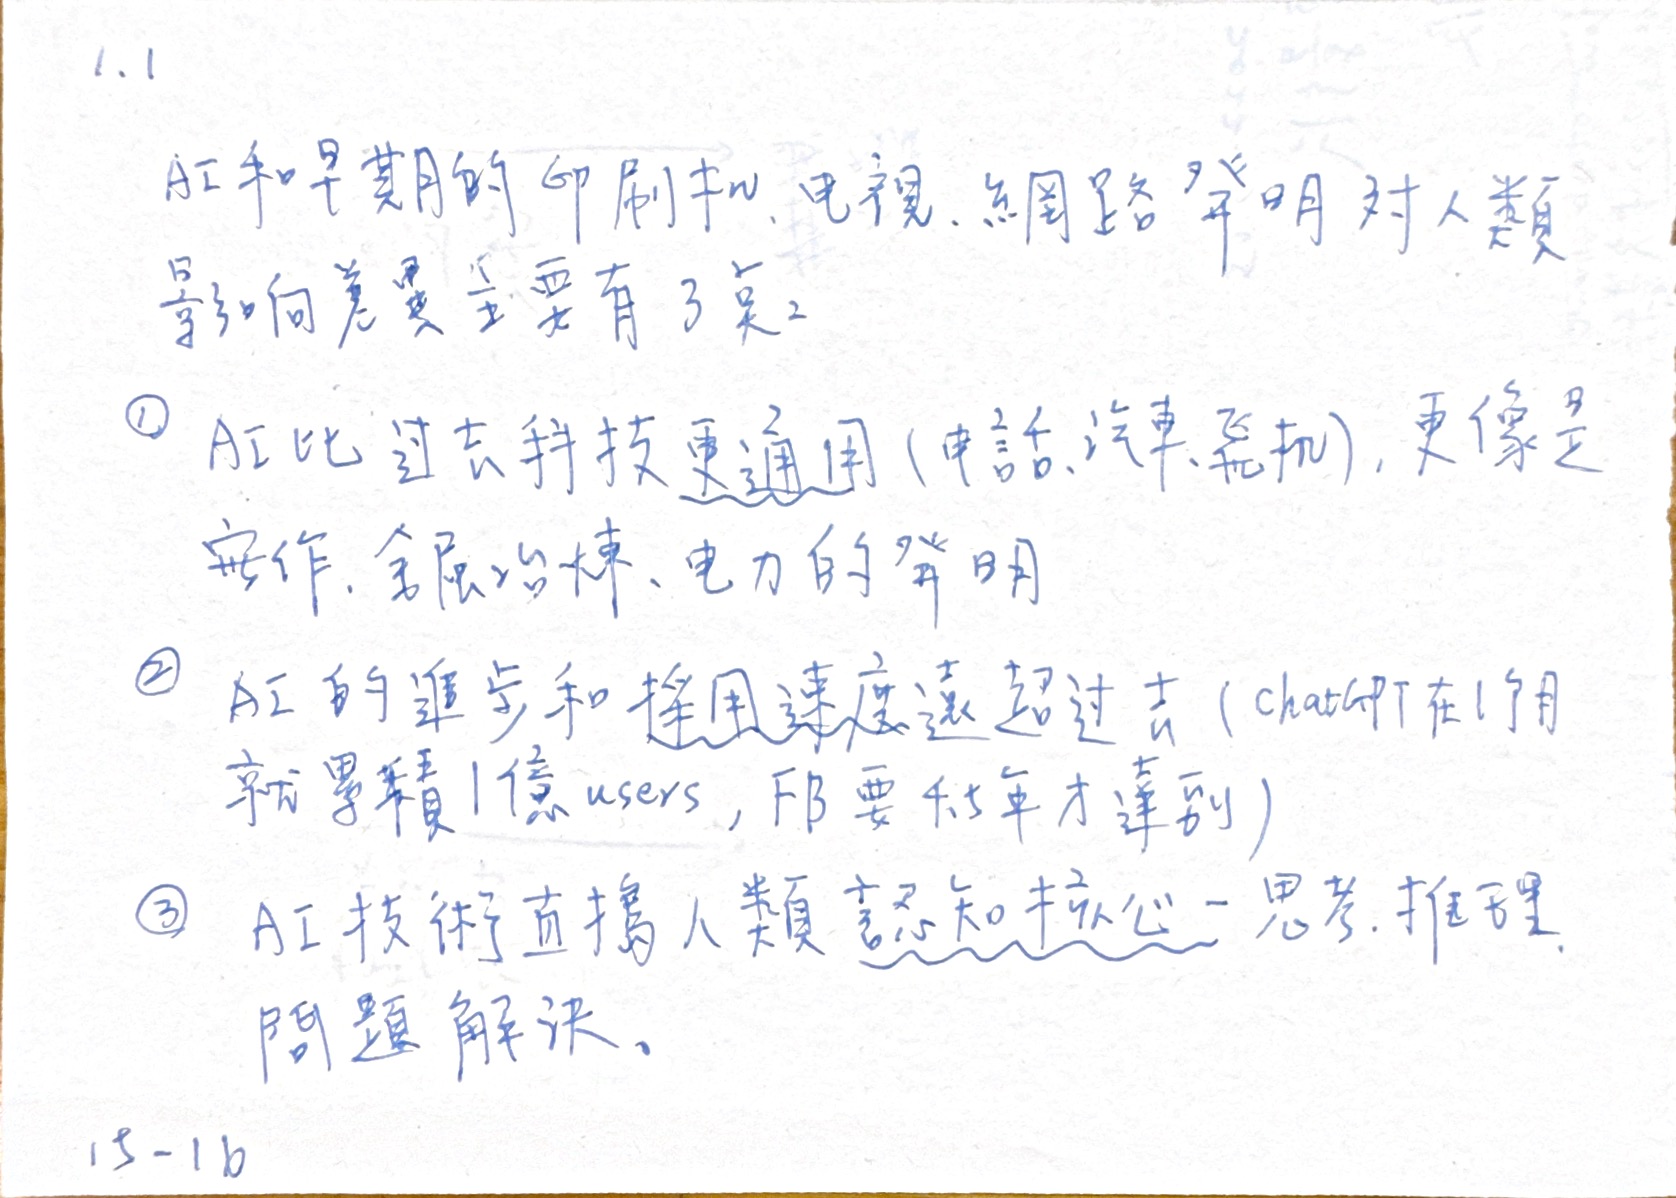 1.1
AI和早期的印刷机、电視、網路發明对人類
影响差異主要有3点。
① AI比过去科技更通用(电話、汽車、飛机),更像是
农作、金屬冶煉、电力的發明
② AI的進步和採用速度遠超过去(ChatGPT在1个月
就累積1億users, FB要4.5年才達到)
③ AI技術直搗人類認知核心-思考、推理、
問題解決。
15-16